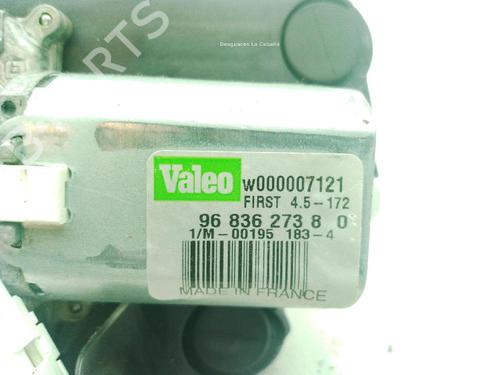 Desguaces La Cabaña
PARTS
Valeo
w000007121
FIRST 4.5-172
96 836 273 8 0
1/M-00195 183-4
MADE IN FRANCE